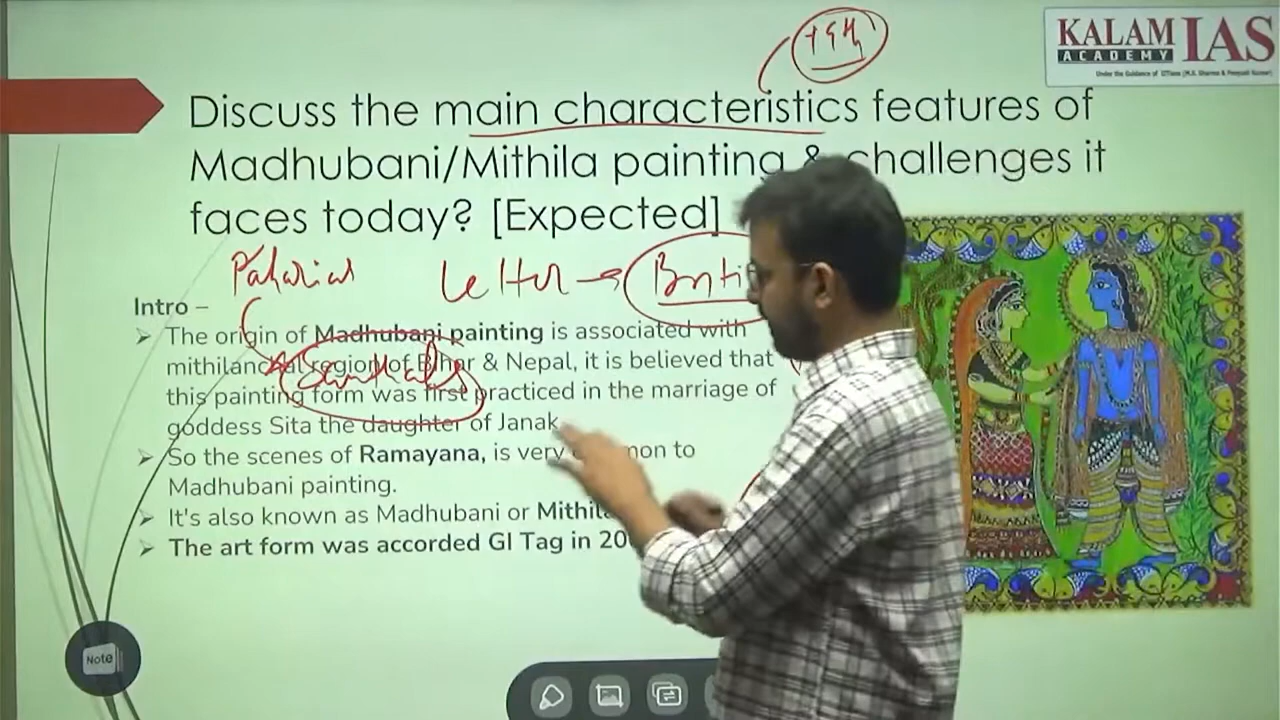 KALAM IAS
ACADEMY
Discuss the main characteristics features of
Madhubani/Mithila painting & challenges it
faces today? [Expected]
Letter →
Intro –
The origin of Madhubani painting is associated with
mithilanchal region of Bihar & Nepal, it is believed that
this painting form was first practiced in the marriage of
goddess Sita the daughter of Janak
So the scenes of Ramayana, is very mon to
Madhubani painting.
It's also known as Madhubani or Mithil
The art form was accorded GI Tag in 20
Note